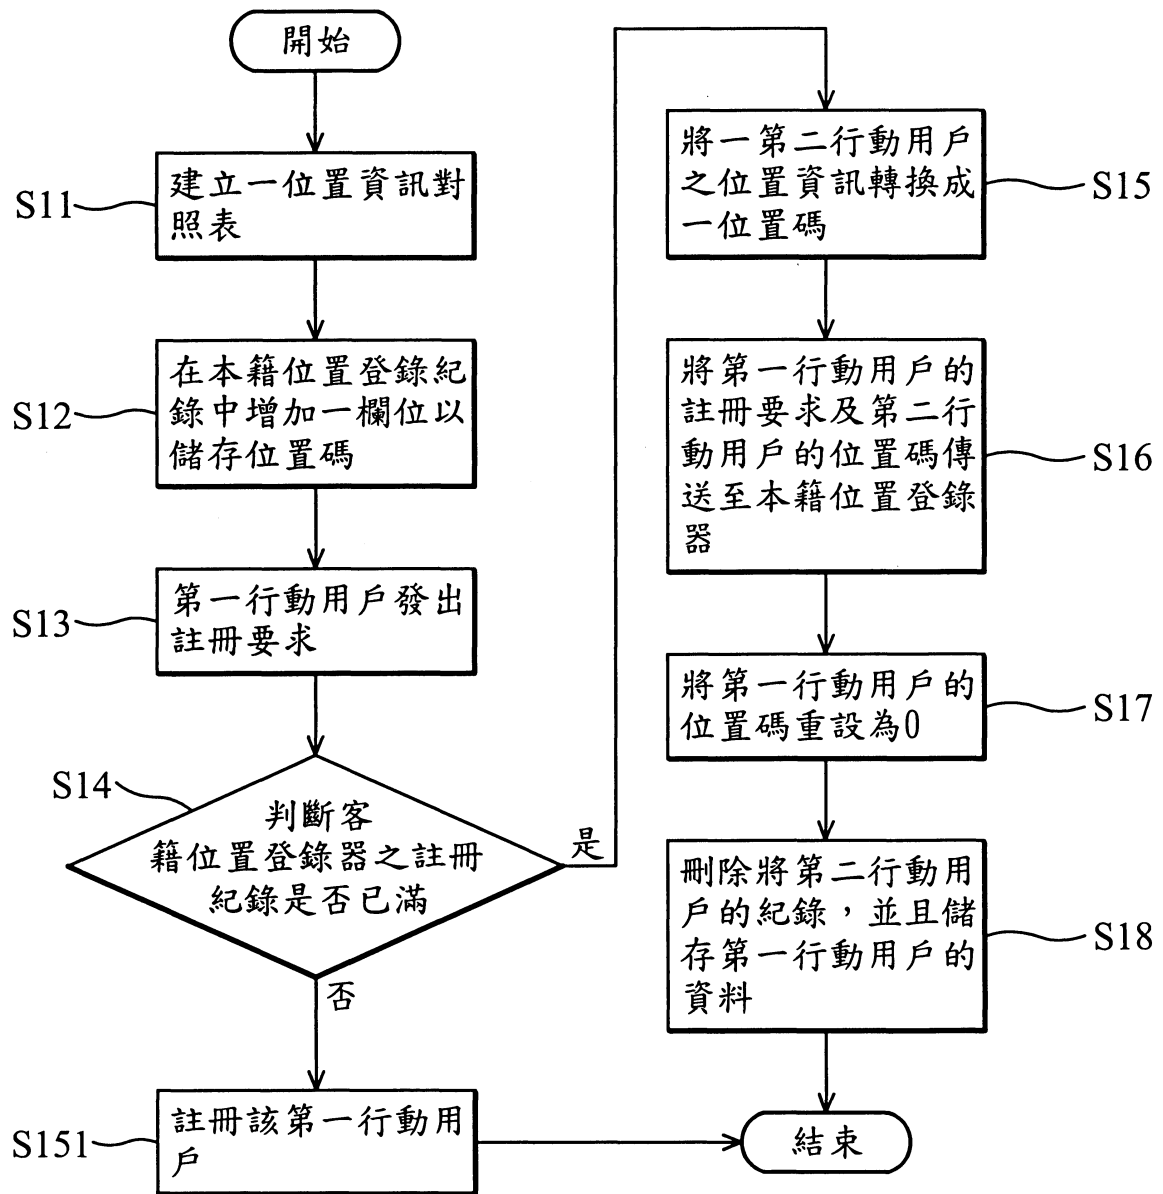 開始
S11
建立一位置資訊對
照表
S12
在本籍位置登錄紀
錄中增加一欄位以
儲存位置碼
S13
第一行動用戶發出
註冊要求
S14
判斷客
籍位置登錄器之註冊
紀錄是否已滿
是
否
S151
註冊該第一行動用
戶
將一第二行動用戶
之位置資訊轉換成
一位置碼
S15
將第一行動用戶的
註冊要求及第二行
動用戶的位置碼傳
送至本籍位置登錄
器
S16
將第一行動用戶的
位置碼重設為0
S17
刪除將第二行動用
戶的紀錄，並且儲
存第一行動用戶的
資料
S18
結束